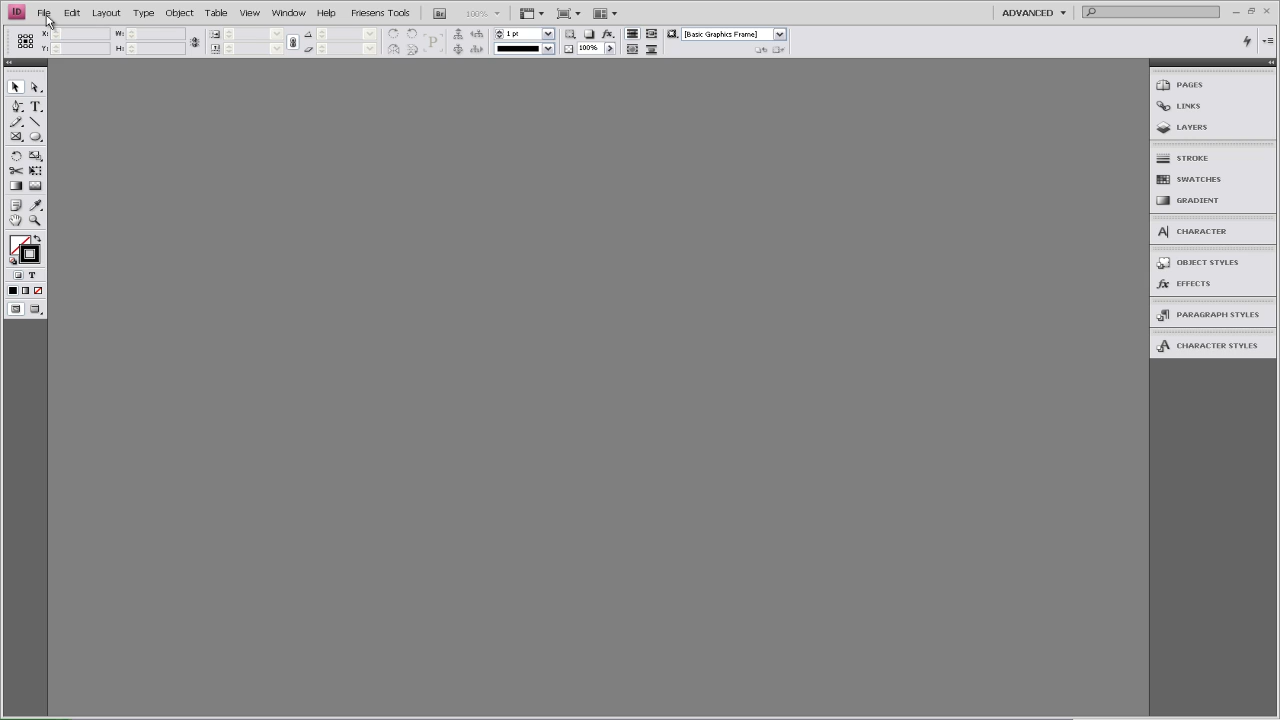 ID File Edit Layout Type Object Table View Window Help Friesens Tools Br 100% ADVANCED
X: W: 1 pt [Basic Graphics Frame]
Y: H: 100%
PAGES
LINKS
LAYERS
STROKE
SWATCHES
GRADIENT
CHARACTER
OBJECT STYLES
EFFECTS
PARAGRAPH STYLES
CHARACTER STYLES